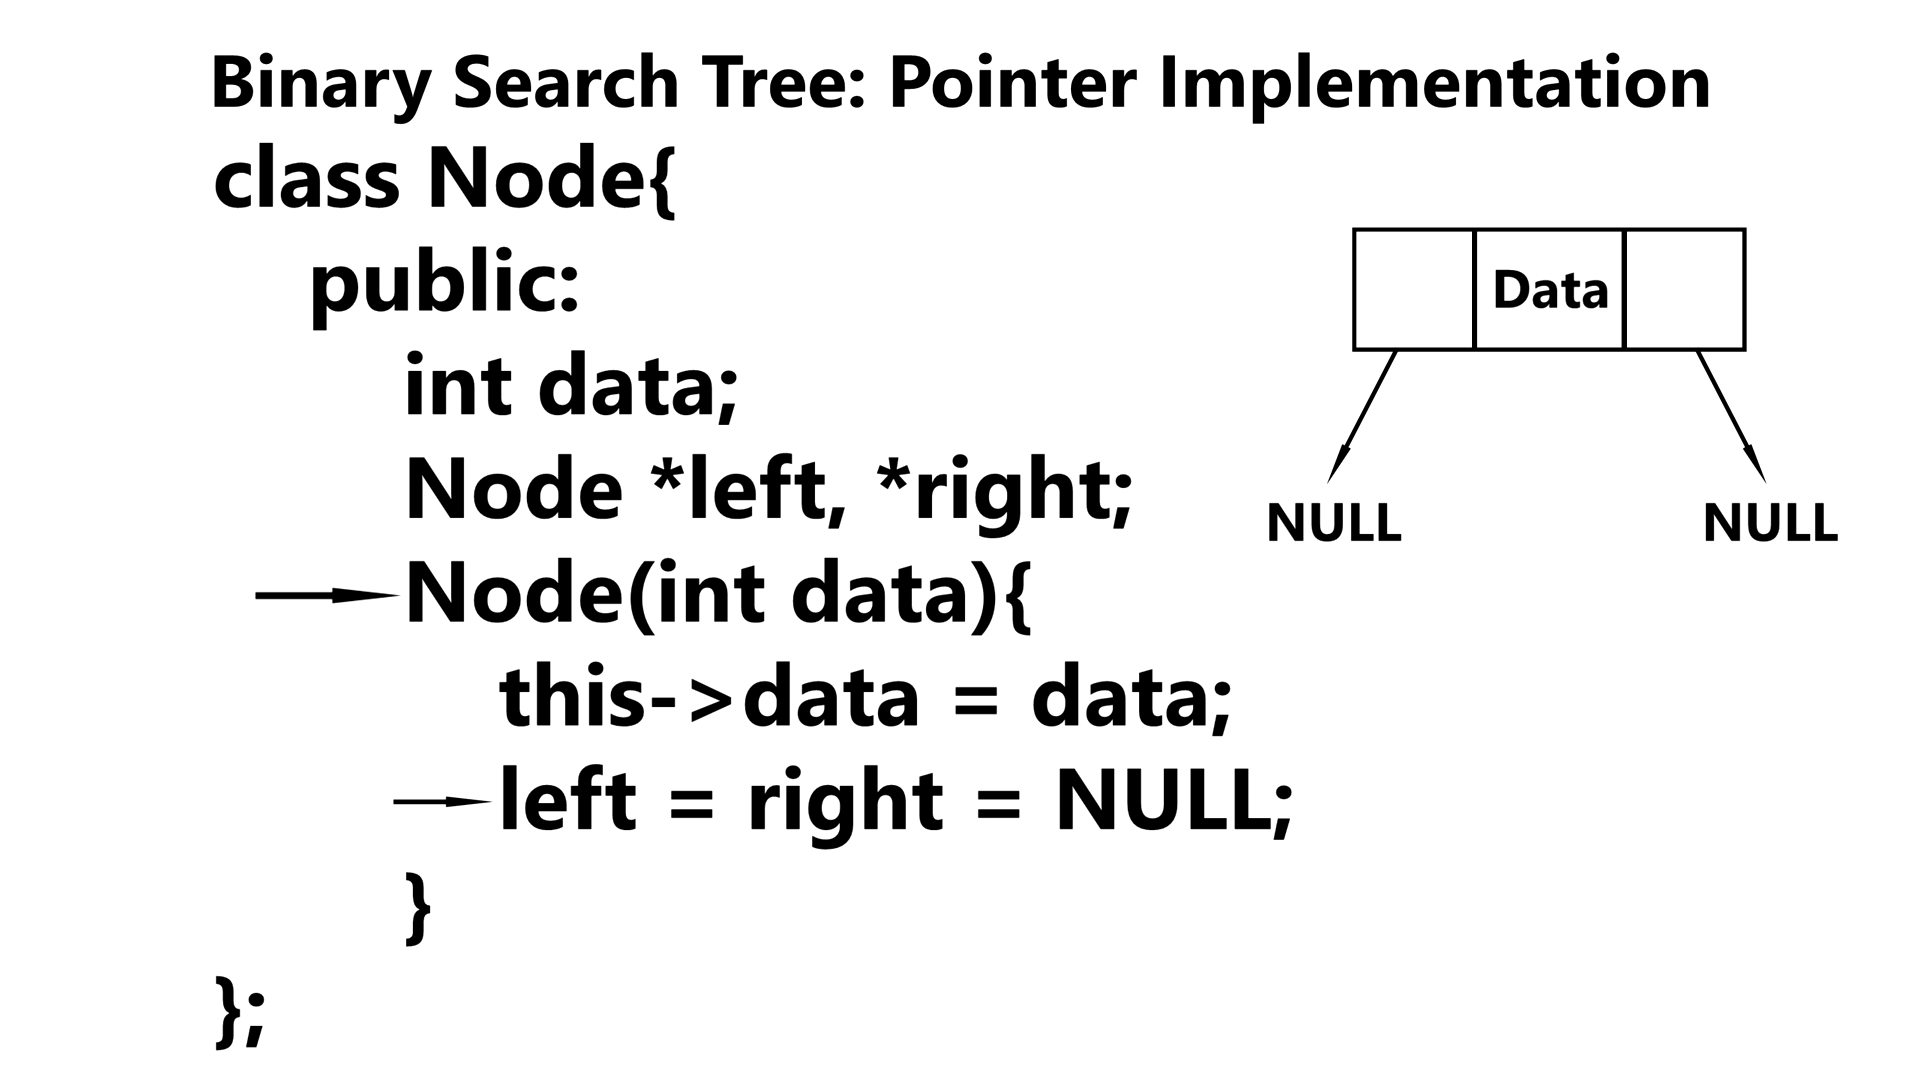 Binary Search Tree: Pointer Implementation
class Node{
public:
int data;
Node *left, *right;
Node(int data){
this->data = data;
left = right = NULL;
}
};
Data
NULL
NULL